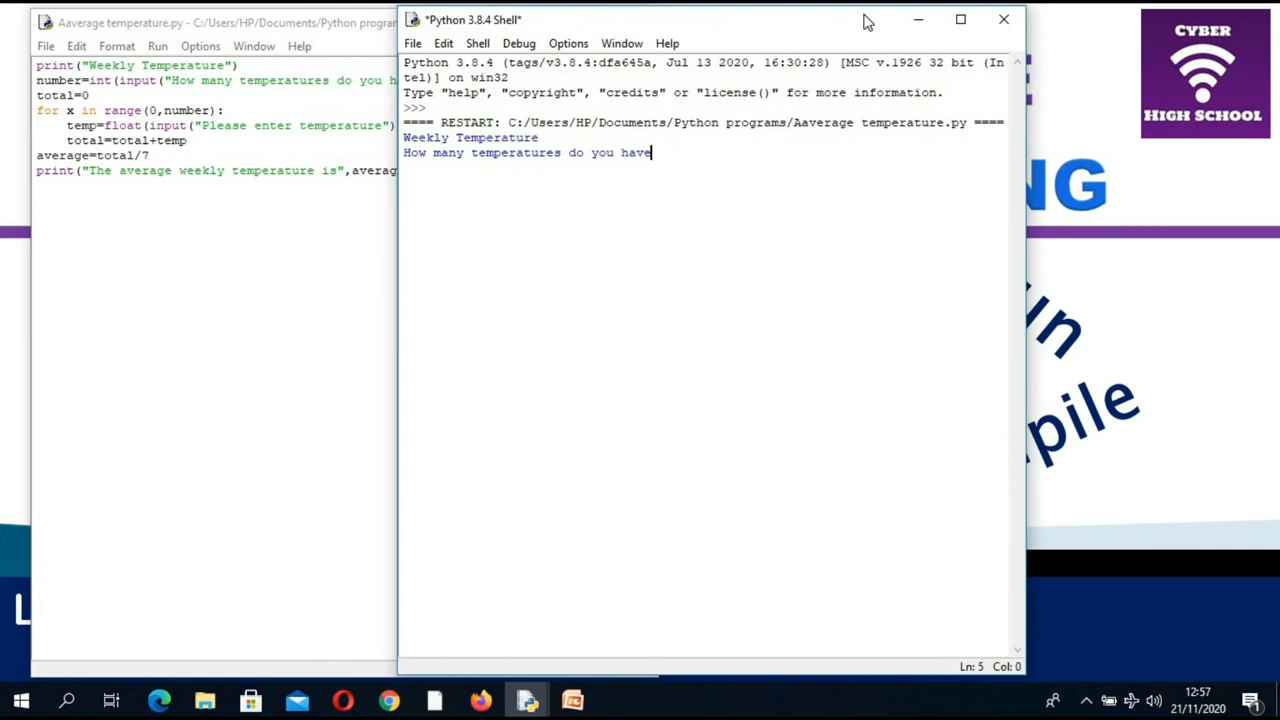 Aaverage temperature.py - C:/Users/HP/Documents/Python
File Edit Format Run Options Window Help
print("Weekly Temperature")
number=int(input("How many temperatures do you
total=0
for x in range(0,number):
temp=float(input("Please enter temperature")
total=total+temp
average=total/7
print("The average weekly temperature is",
*Python 3.8.4 Shell*
File Edit Shell Debug Options Window Help
Python 3.8.4 (tags/v3.8.4:dfa645a, Jul 13 2020, 16:30:28) [MSC v.1926 32 bit (In
tel)] on win32
Type "help", "copyright", "credits" or "license()" for more information.
>>>
==== RESTART: C:/Users/HP/Documents/Python programs/Aaverage temperature.py ====
Weekly Temperature
How many temperatures do you have
Ln: 5 Col: 0
CYBER
HIGH SCHOOL
12:57
21/11/2020